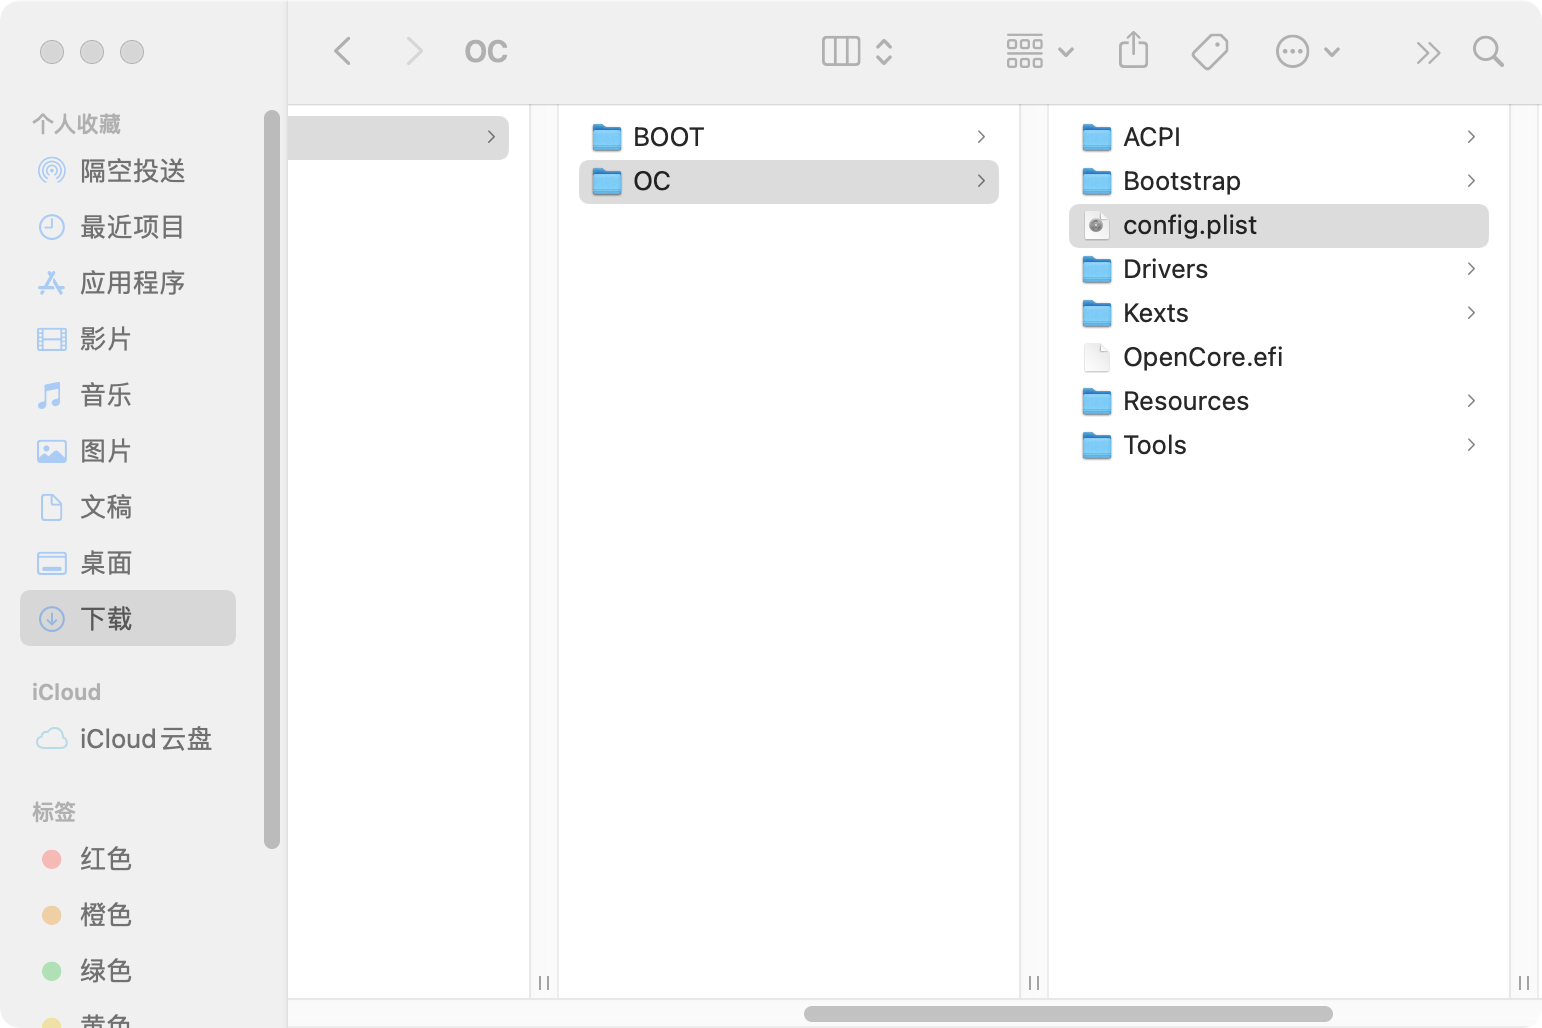 OC
个人收藏
隔空投送
最近项目
应用程序
影片
音乐
图片
文稿
桌面
下载
iCloud
iCloud云盘
标签
红色
橙色
绿色
黄色
BOOT
OC
ACPI
Bootstrap
config.plist
Drivers
Kexts
OpenCore.efi
Resources
Tools